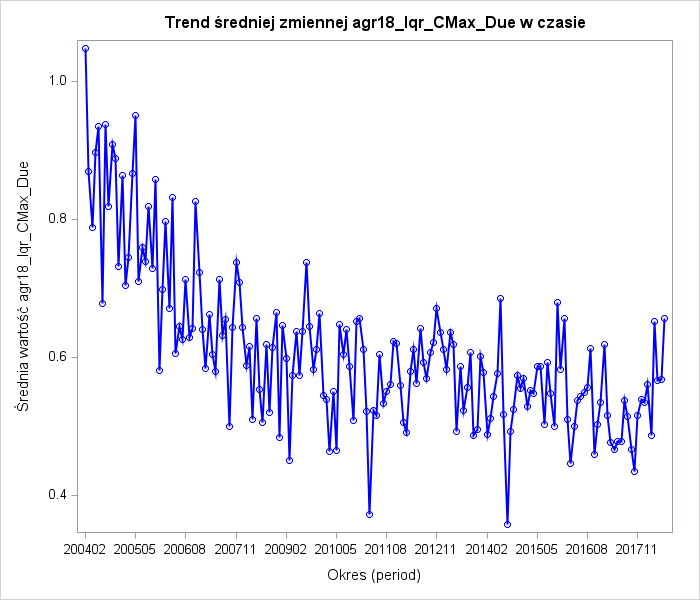 Trend średniej zmiennej agr18_Iqr_CMax_Due w czasie
Średnia wartość agr18_Iqr_CMax_Due
1.0
0.8
0.6
0.4
200402 200505 200608 200711 200902 201005 201108 201211 201402 201505 201608 201711
Okres (period)